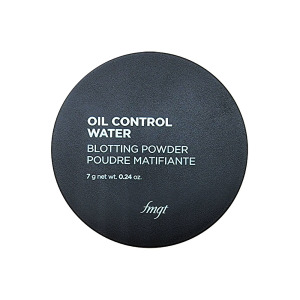 OIL CONTROL
WATER
BLOTTING POWDER
POUDRE MATIFIANTE
7 g net wt. 0.24 oz.
fmgt